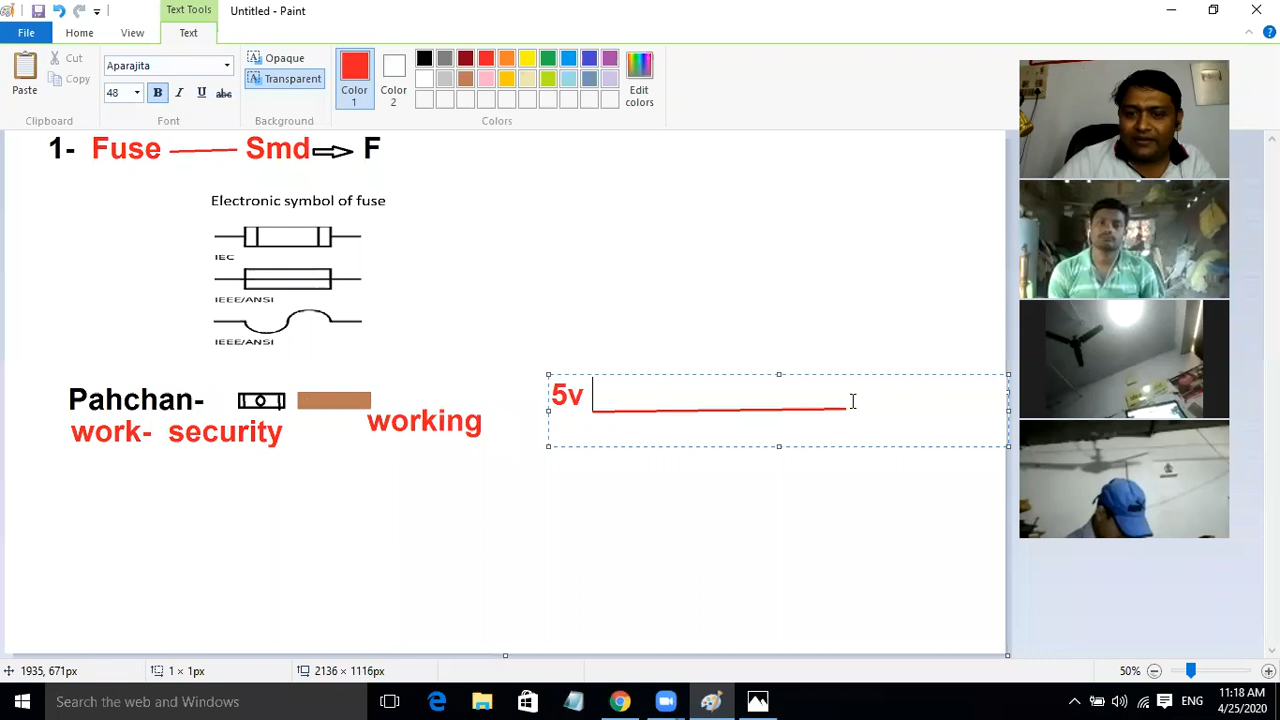 Text Tools
Untitled - Paint
File
Home
View
Text
Paste
Cut
Copy
Clipboard
Aparajita
48
B
I
U
abc
Font
Opaque
Transparent
Background
Color
1
Color
2
Edit
colors
Colors
1- Fuse Smd F
Electronic symbol of fuse
IEC
IEEE/ANSI
IEEE/ANSI
Pahchan-
work- security
working
5v
1935, 671px
1 × 1px
2136 × 1116px
50%
Search the web and Windows
ENG
11:18 AM
4/25/2020